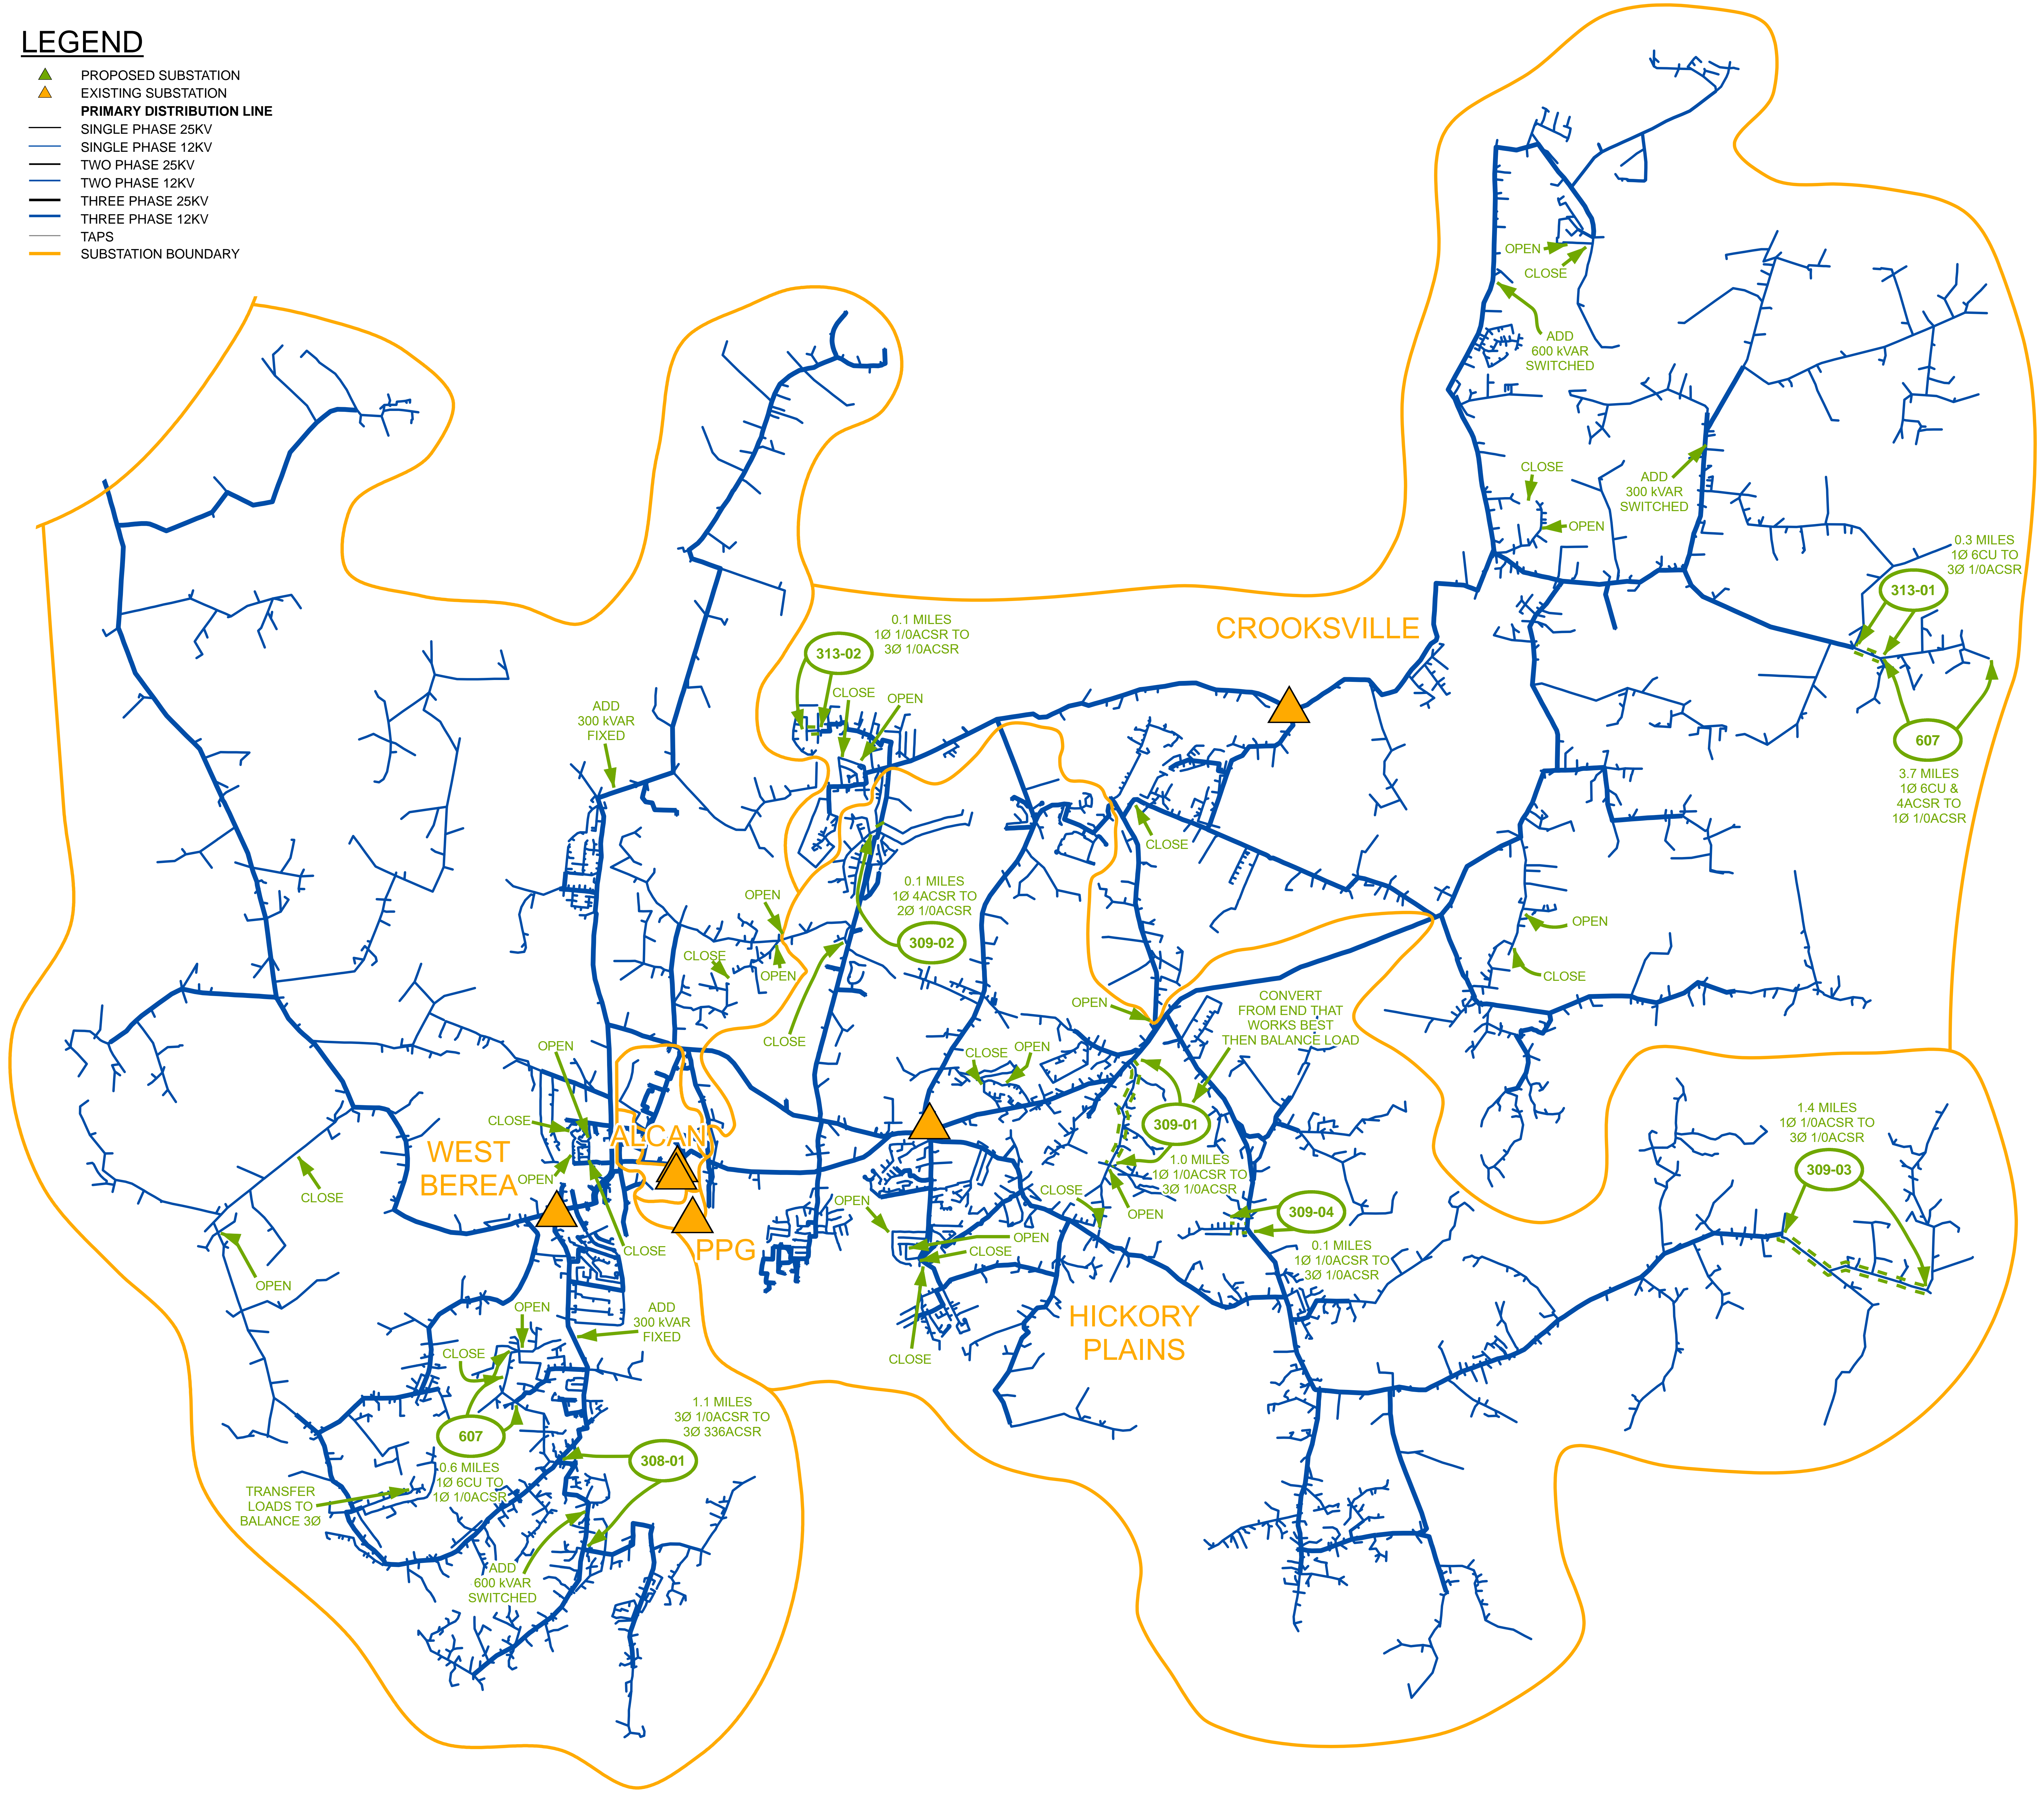 LEGEND
PROPOSED SUBSTATION
EXISTING SUBSTATION
PRIMARY DISTRIBUTION LINE
SINGLE PHASE 25KV
SINGLE PHASE 12KV
TWO PHASE 25KV
TWO PHASE 12KV
THREE PHASE 25KV
THREE PHASE 12KV
TAPS
SUBSTATION BOUNDARY
OPEN
CLOSE
ADD
600 kVAR
SWITCHED
CLOSE
OPEN
ADD
300 kVAR
SWITCHED
0.3 MILES
1Ø 6CU TO
3Ø 1/0ACSR
313-01
607
3.7 MILES
1Ø 6CU &
4ACSR TO
1Ø 1/0ACSR
CROOKSVILLE
0.1 MILES
1Ø 1/0ACSR TO
3Ø 1/0ACSR
313-02
CLOSE
OPEN
ADD
300 kVAR
FIXED
CLOSE
0.1 MILES
1Ø 4ACSR TO
2Ø 1/0ACSR
309-02
OPEN
CLOSE
OPEN
CLOSE
OPEN
CLOSE
OPEN
CONVERT
FROM END THAT
WORKS BEST
THEN BALANCE LOAD
CLOSE
OPEN
309-01
1.0 MILES
1Ø 1/0ACSR TO
3Ø 1/0ACSR
CLOSE
OPEN
309-04
0.1 MILES
1Ø 1/0ACSR TO
3Ø 1/0ACSR
1.4 MILES
1Ø 1/0ACSR TO
3Ø 1/0ACSR
309-03
OPEN
CLOSE
ALCAN
WEST
BEREA
OPEN
CLOSE
PPG
CLOSE
OPEN
OPEN
OPEN
CLOSE
CLOSE
HICKORY
PLAINS
OPEN
CLOSE
ADD
300 kVAR
FIXED
607
0.6 MILES
1Ø 6CU TO
1Ø 1/0ACSR
1.1 MILES
3Ø 1/0ACSR TO
3Ø 336ACSR
308-01
TRANSFER
LOADS TO
BALANCE 3Ø
ADD
600 kVAR
SWITCHED